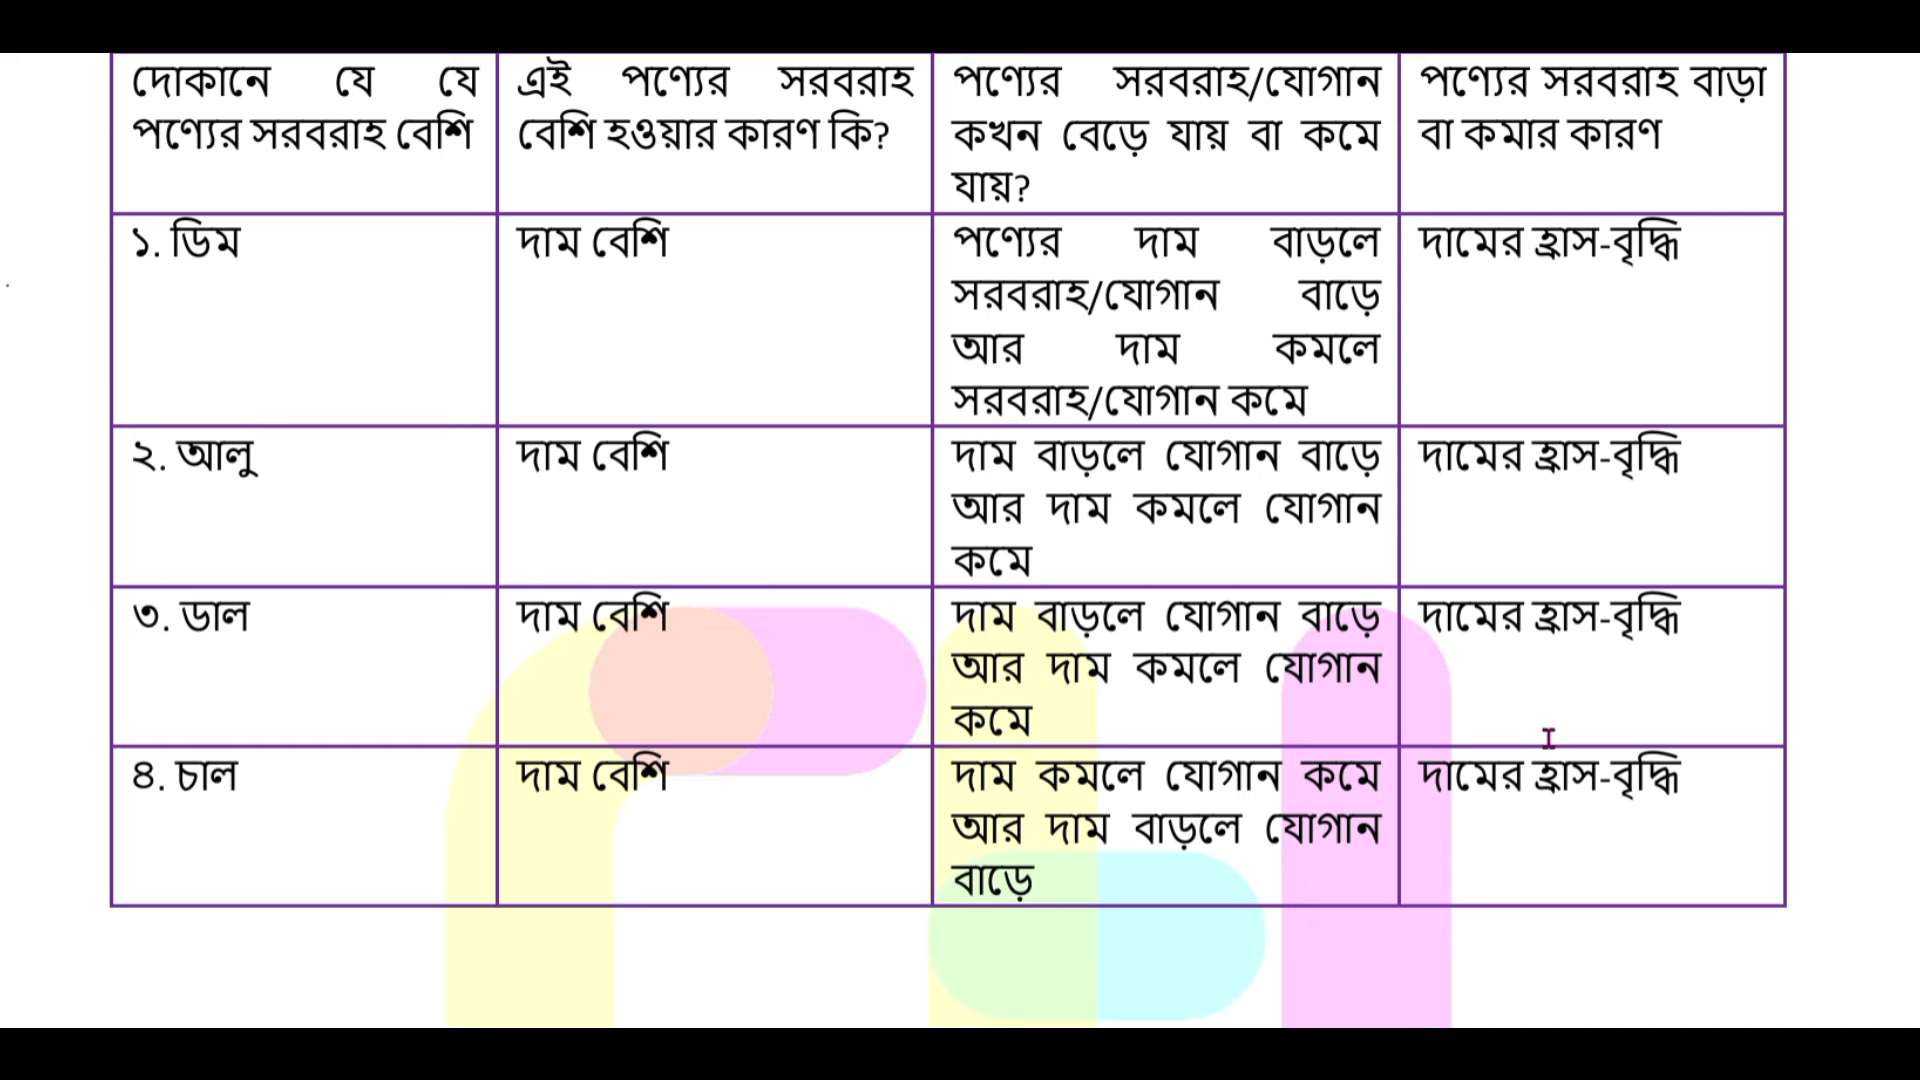 দোকানে যে যে
পণ্যের সরবরাহ বেশি
এই পণ্যের সরবরাহ
বেশি হওয়ার কারণ কি?
পণ্যের সরবরাহ/যোগান
কখন বেড়ে যায় বা কমে
যায়?
পণ্যের সরবরাহ বাড়া
বা কমার কারণ
১. ডিম
দাম বেশি
পণ্যের দাম বাড়লে
সরবরাহ/যোগান বাড়ে
আর দাম কমলে
সরবরাহ/যোগান কমে
দামের হ্রাস-বৃদ্ধি
২. আলু
দাম বেশি
দাম বাড়লে যোগান বাড়ে
আর দাম কমলে যোগান
কমে
দামের হ্রাস-বৃদ্ধি
৩. ডাল
দাম বেশি
দাম বাড়লে যোগান বাড়ে
আর দাম কমলে যোগান
কমে
দামের হ্রাস-বৃদ্ধি
৪. চাল
দাম বেশি
দাম কমলে যোগান কমে
আর দাম বাড়লে যোগান
বাড়ে
দামের হ্রাস-বৃদ্ধি